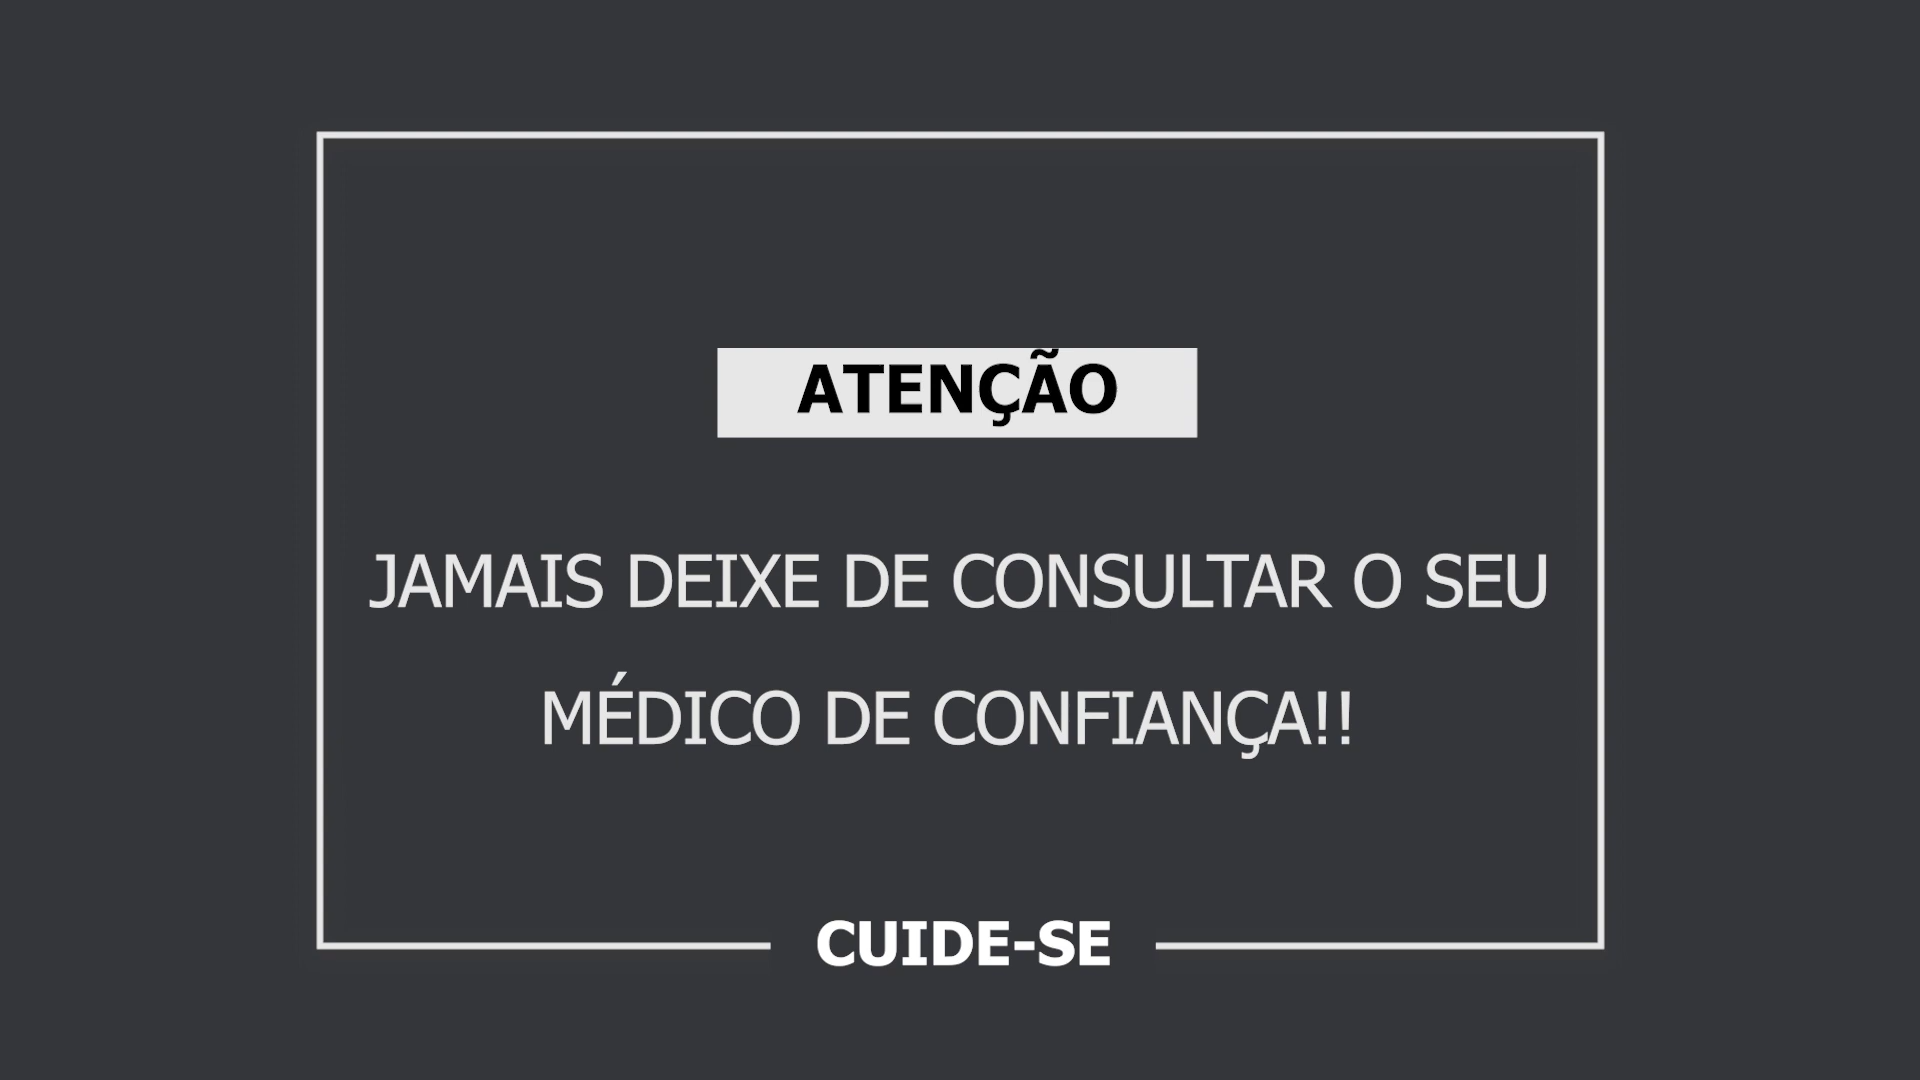 ATENÇÃO
JAMAIS DEIXE DE CONSULTAR O SEU
MÉDICO DE CONFIANÇA!!
CUIDE-SE